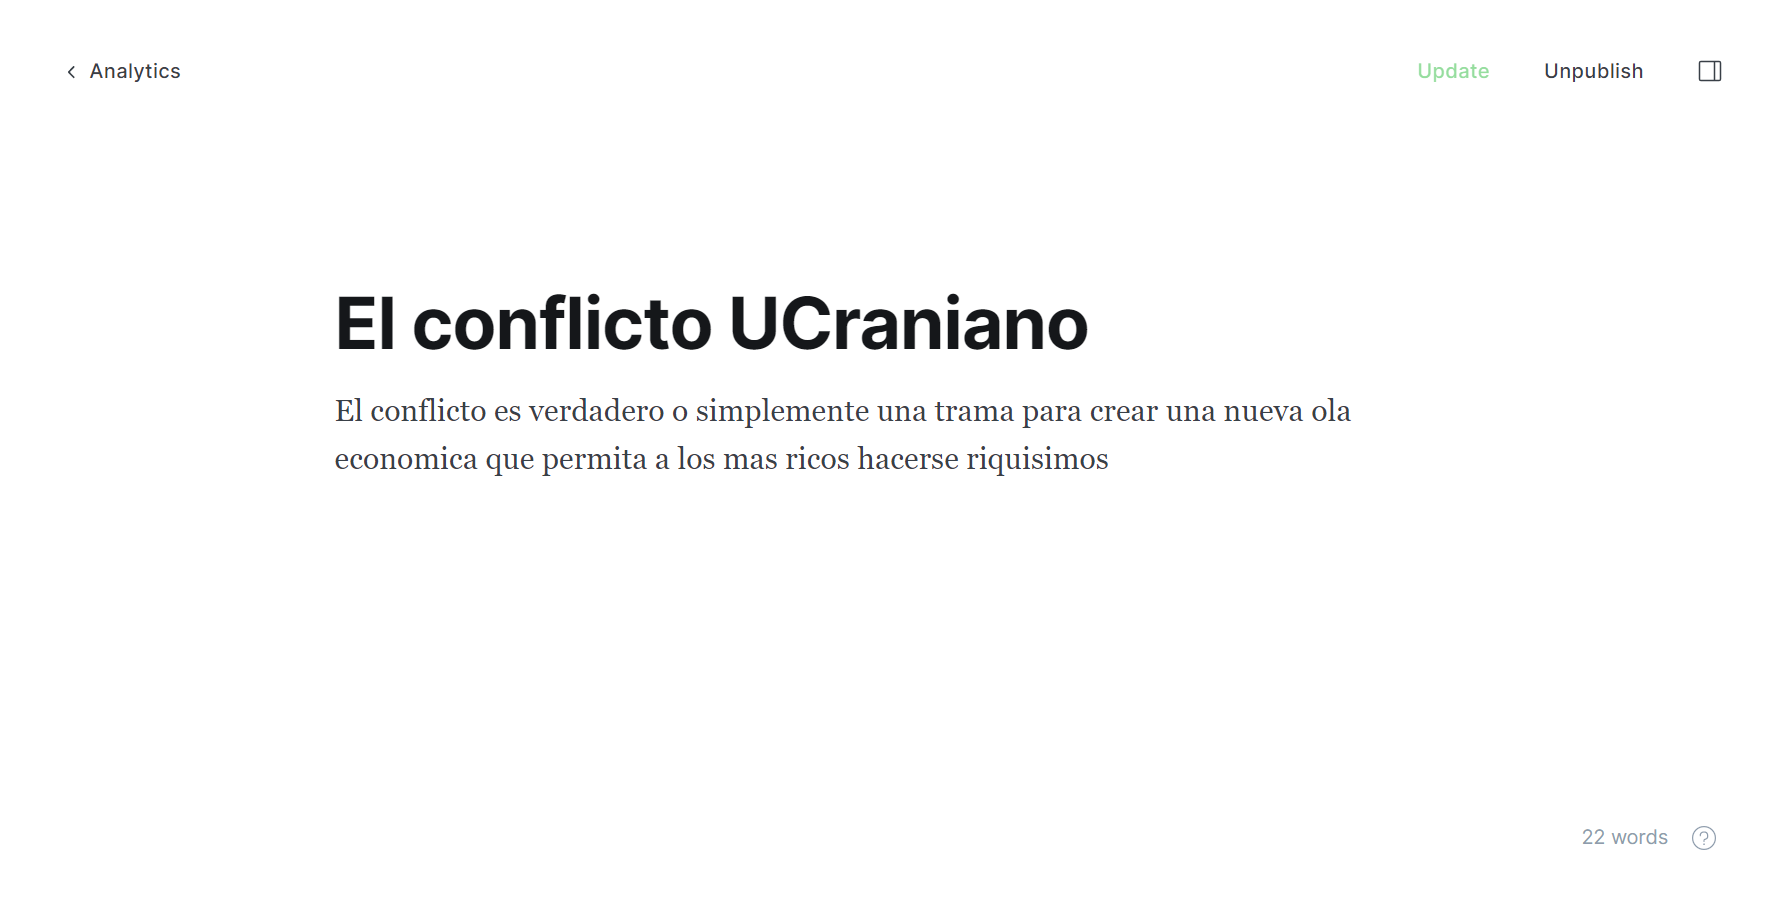 Analytics
Update
Unpublish
El conflicto UCraniano
El conflicto es verdadero o simplemente una trama para crear una nueva ola
economica que permita a los mas ricos hacerse riquisimos
22 words
?